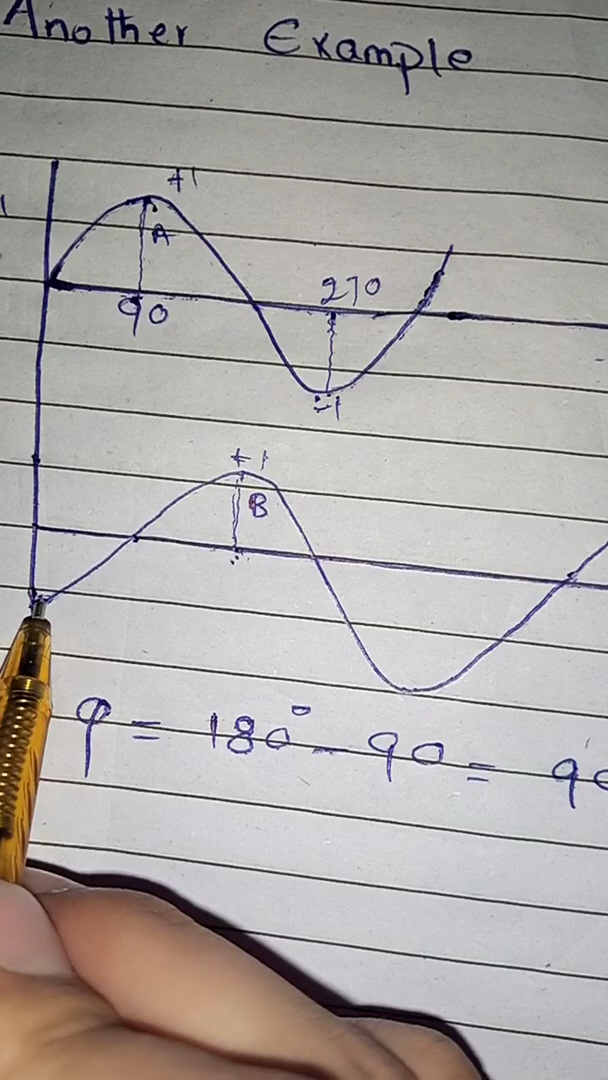 Another Example
+1
A
90
270
-1
+1
B
φ = 180° - 90 = 90